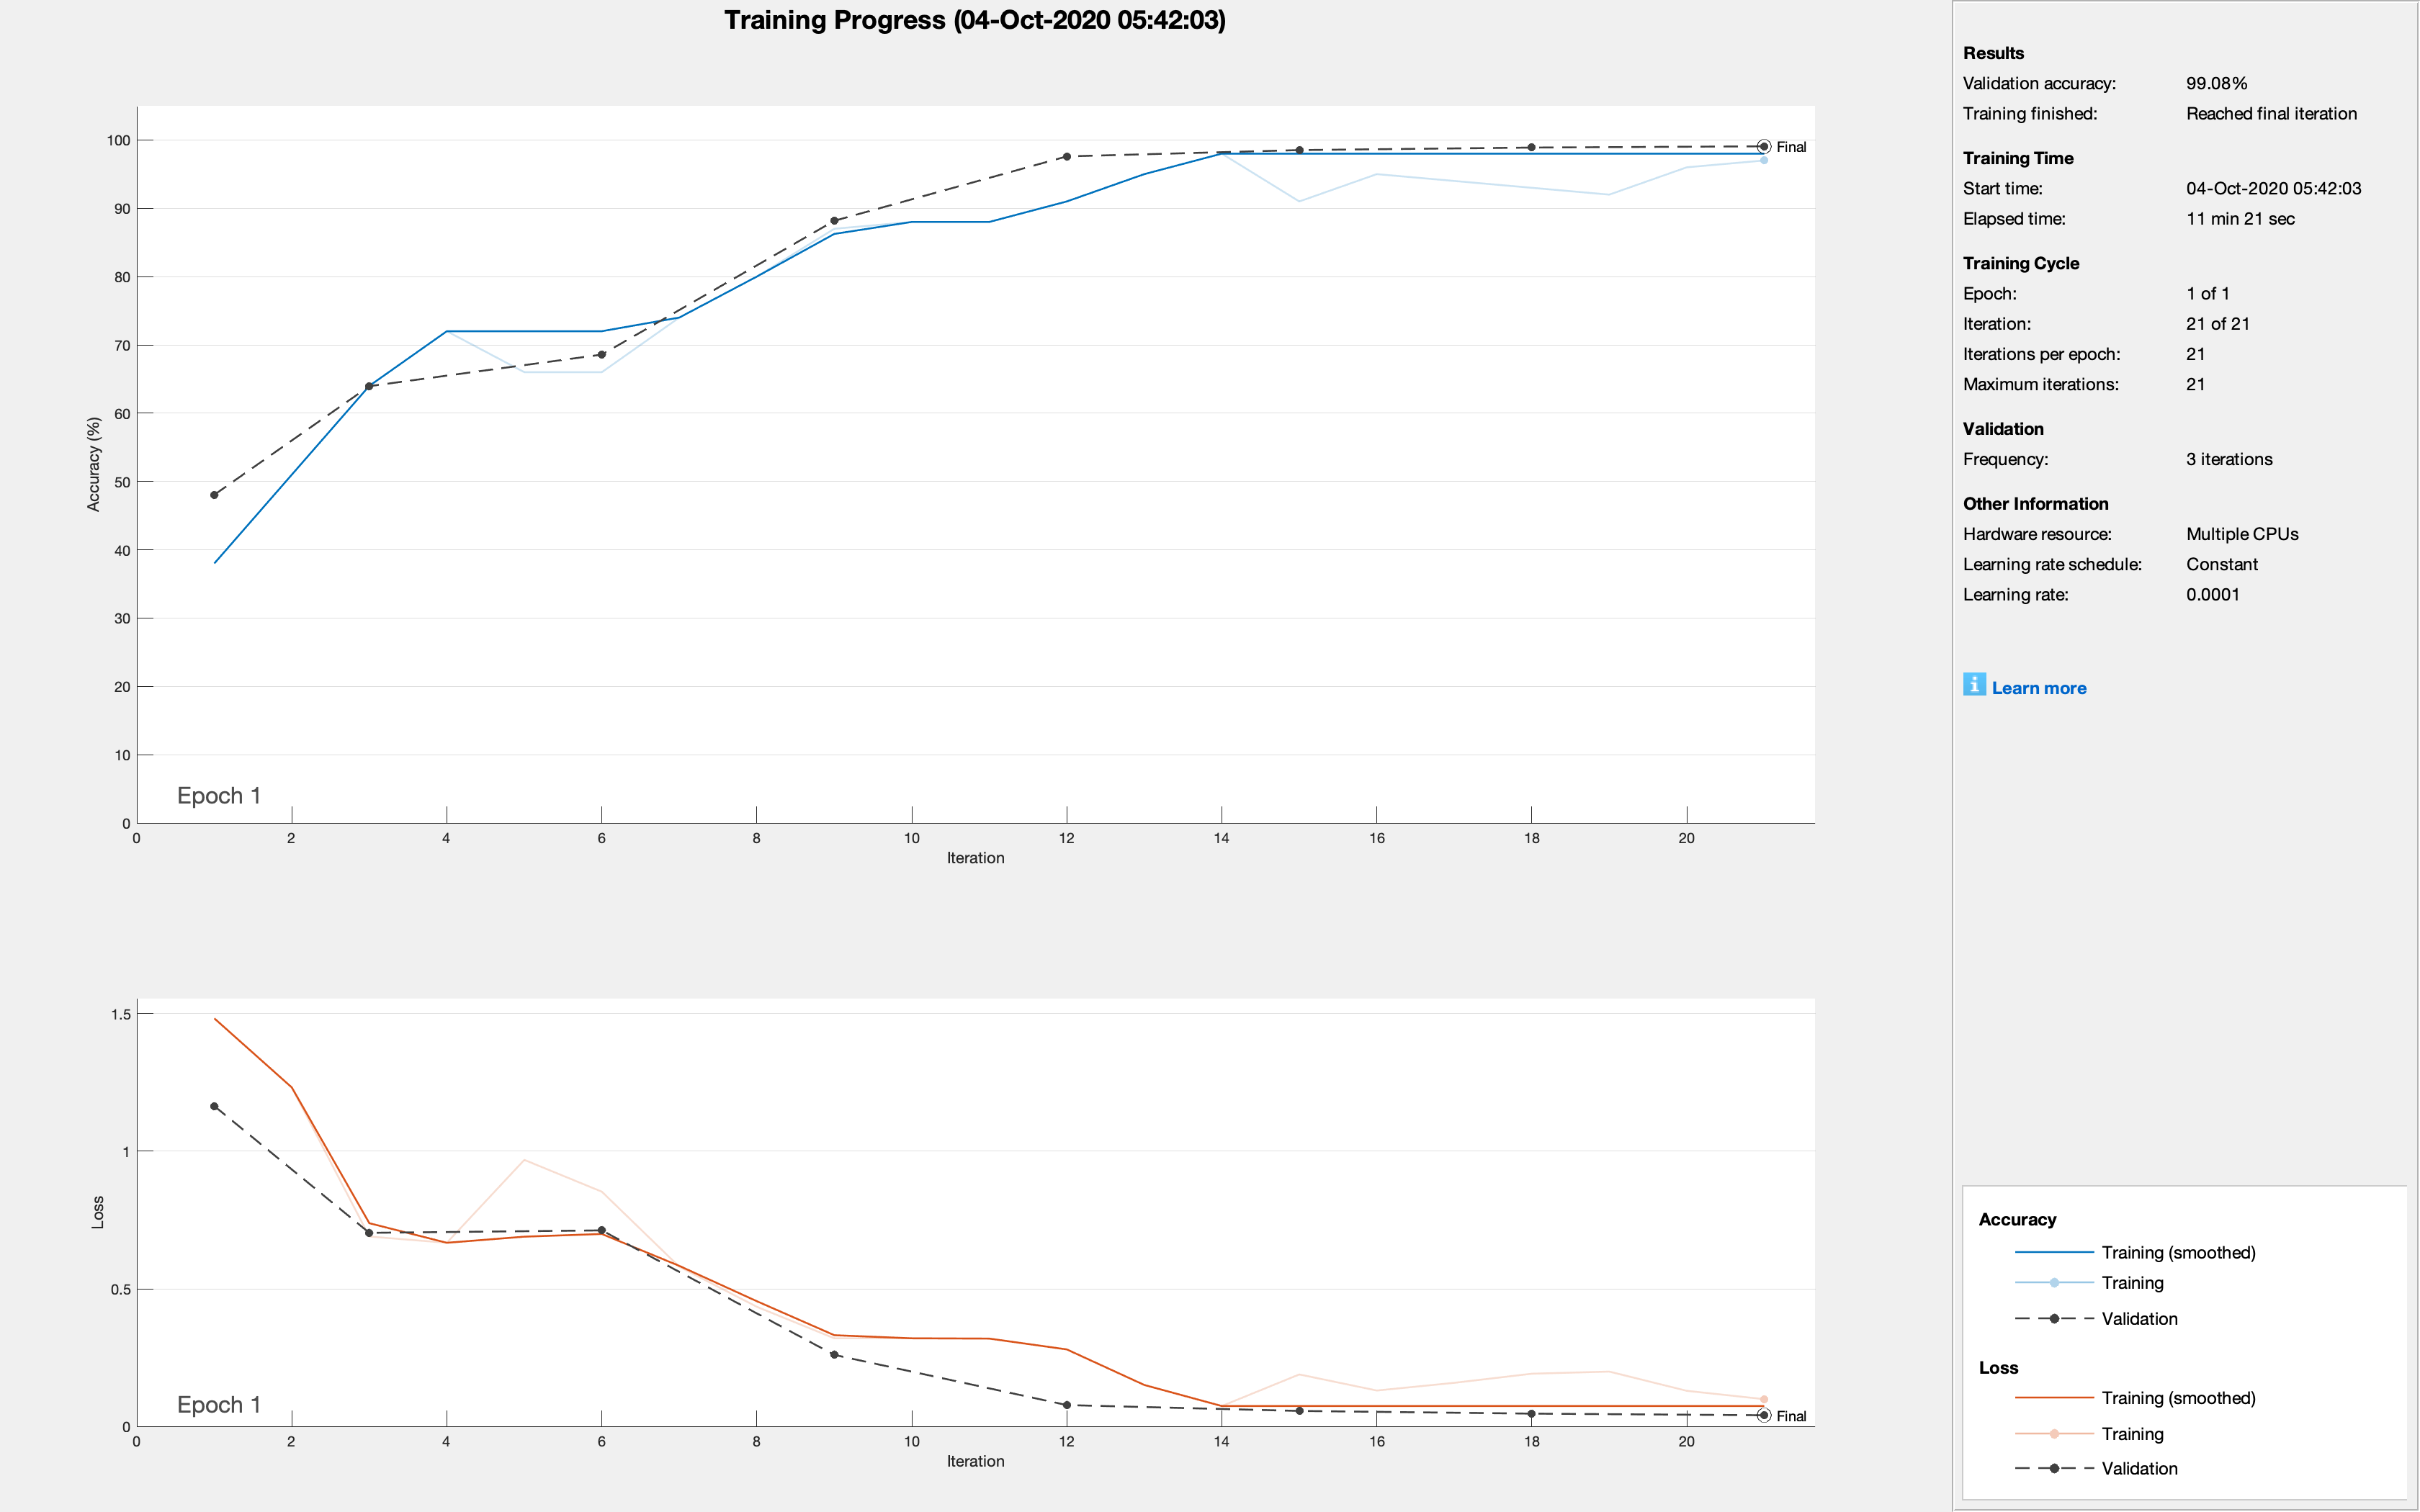 Training Progress (04-Oct-2020 05:42:03)
100
90
80
70
60
50
40
30
20
10
0
Accuracy (%)
Final
Epoch 1
0 2 4 6 8 10 12 14 16 18 20
Iteration
1.5
1
0.5
0
Loss
Final
Epoch 1
0 2 4 6 8 10 12 14 16 18 20
Iteration
Results
Validation accuracy: 99.08%
Training finished: Reached final iteration
Training Time
Start time: 04-Oct-2020 05:42:03
Elapsed time: 11 min 21 sec
Training Cycle
Epoch: 1 of 1
Iteration: 21 of 21
Iterations per epoch: 21
Maximum iterations: 21
Validation
Frequency: 3 iterations
Other Information
Hardware resource: Multiple CPUs
Learning rate schedule: Constant
Learning rate: 0.0001
i Learn more
Accuracy
Training (smoothed)
Training
Validation
Loss
Training (smoothed)
Training
Validation